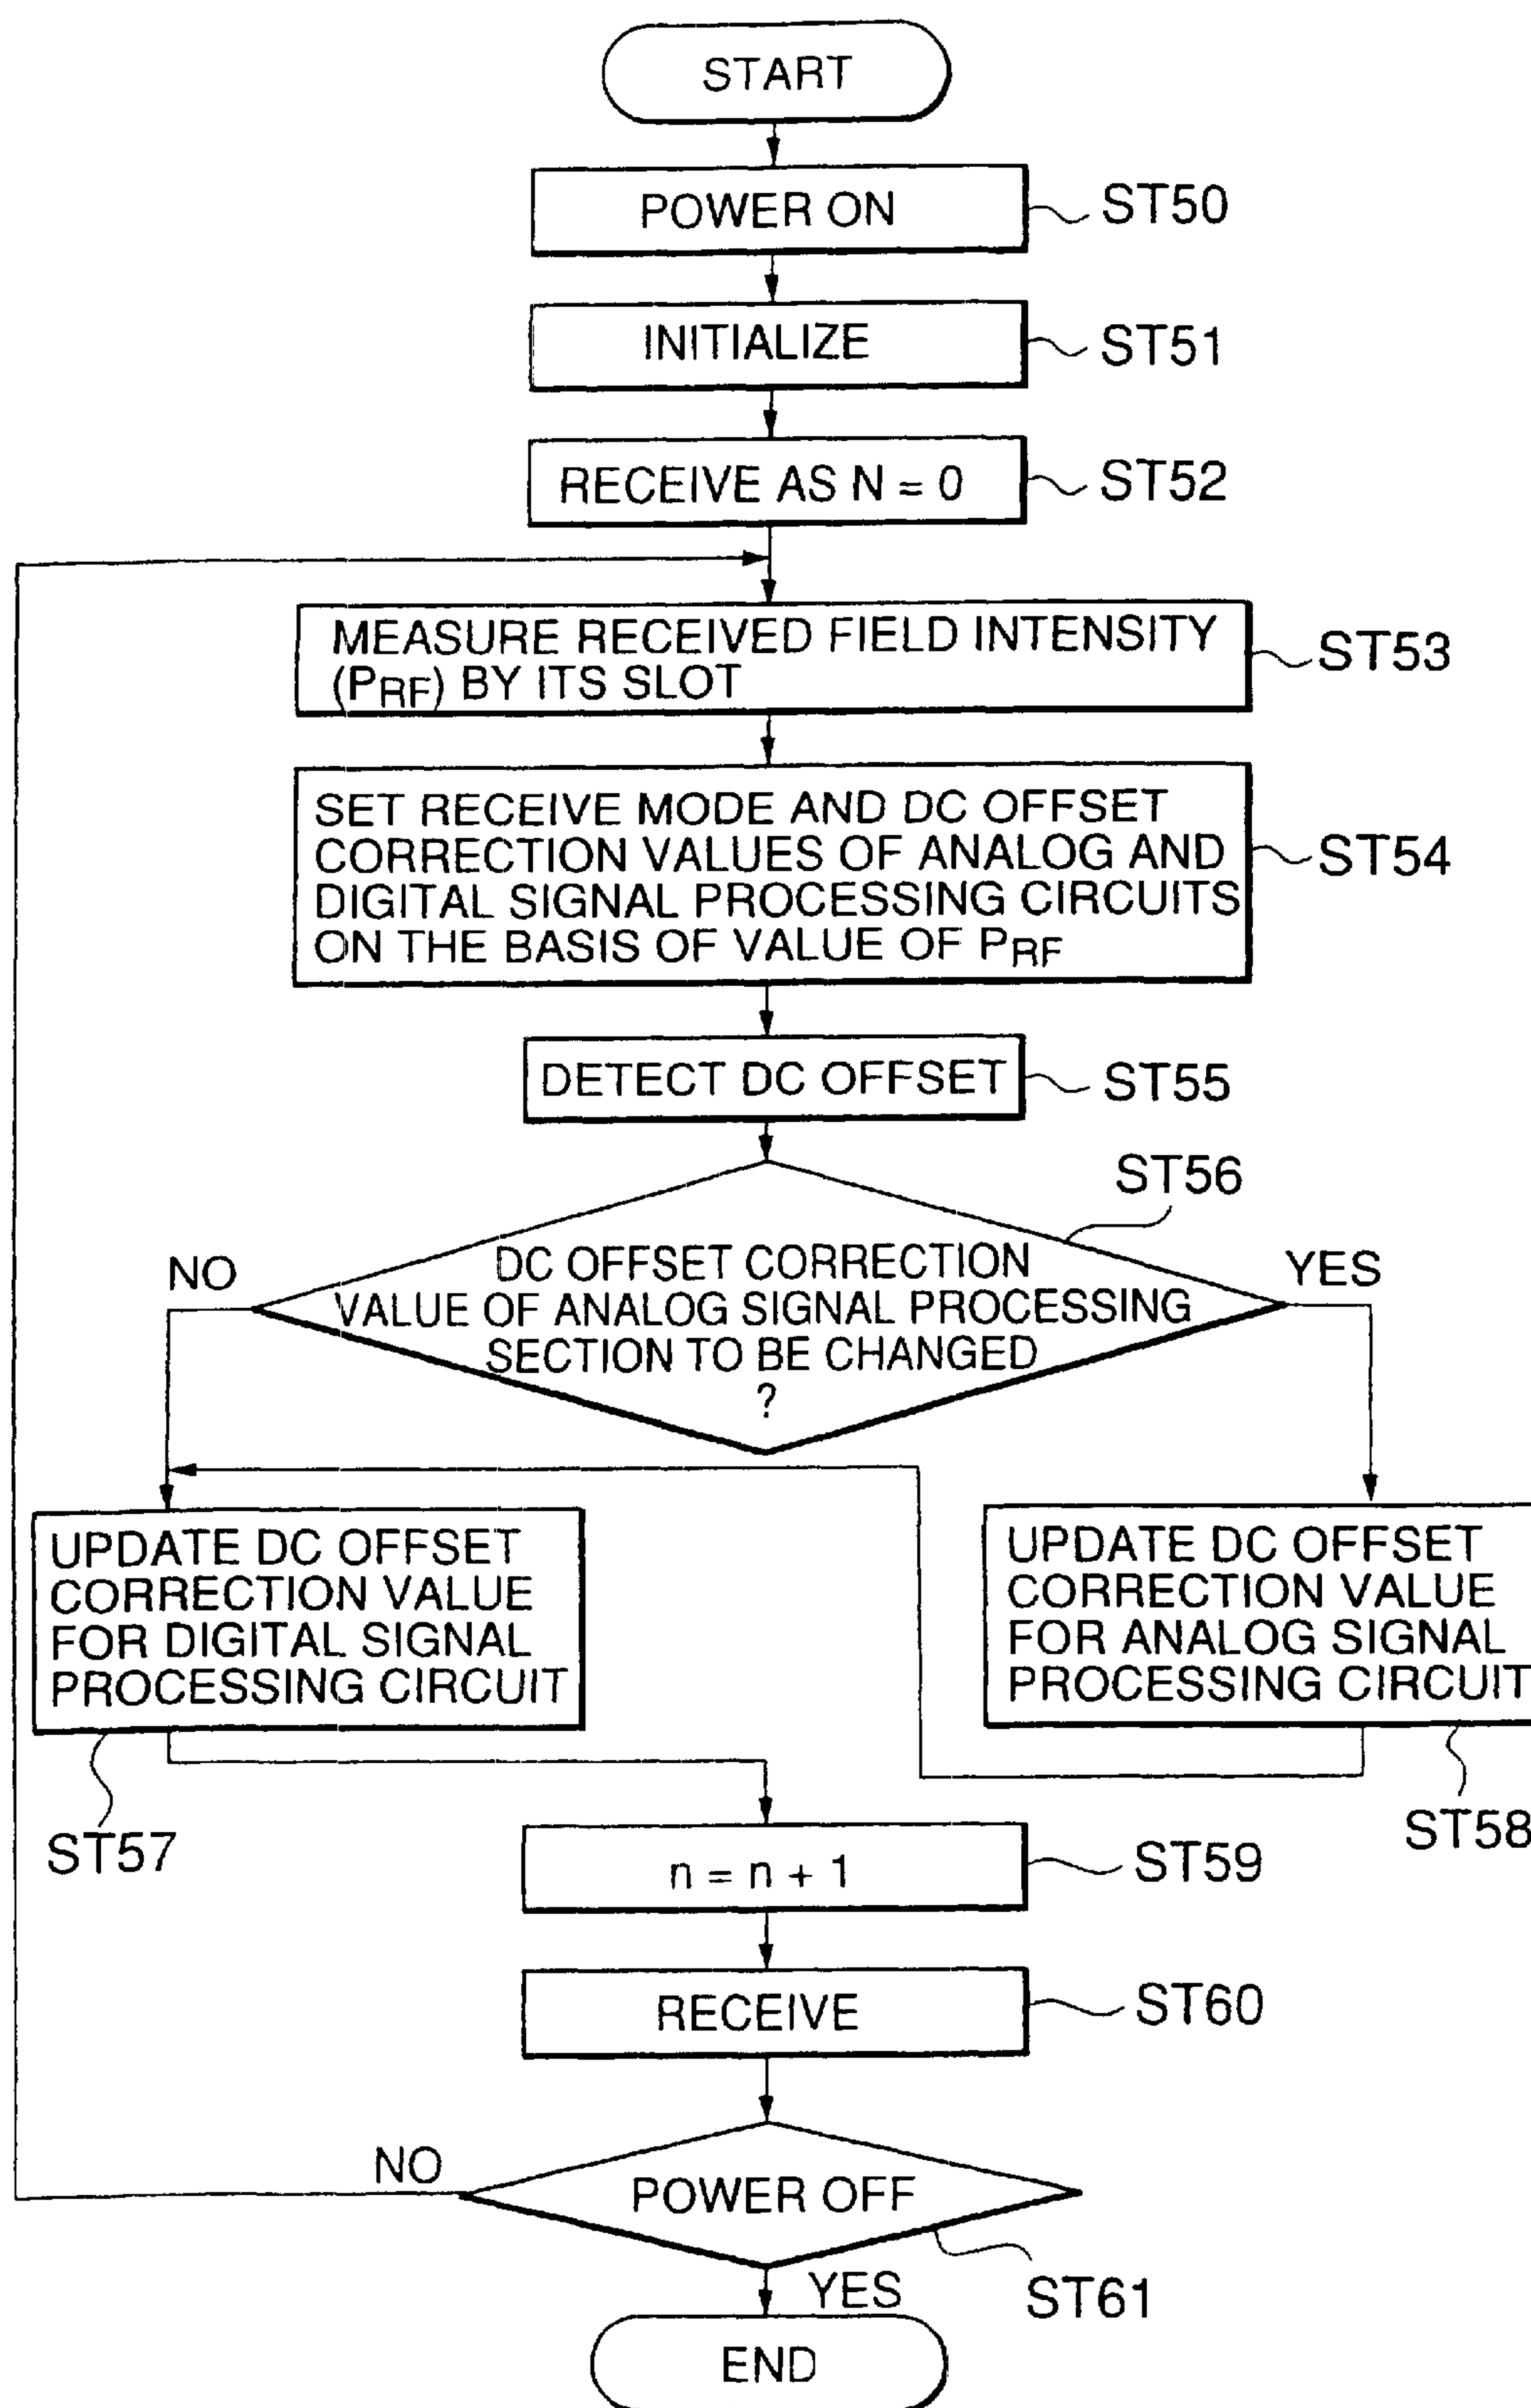 START
POWER ON
ST50
INITIALIZE
ST51
RECEIVE AS N = 0
ST52
MEASURE RECEIVED FIELD INTENSITY
(PRF) BY ITS SLOT
ST53
SET RECEIVE MODE AND DC OFFSET
CORRECTION VALUES OF ANALOG AND
DIGITAL SIGNAL PROCESSING CIRCUITS
ON THE BASIS OF VALUE OF PRF
ST54
DETECT DC OFFSET
ST55
ST56
NO
DC OFFSET CORRECTION
VALUE OF ANALOG SIGNAL PROCESSING
SECTION TO BE CHANGED
?
YES
UPDATE DC OFFSET
CORRECTION VALUE
FOR DIGITAL SIGNAL
PROCESSING CIRCUIT
ST57
UPDATE DC OFFSET
CORRECTION VALUE
FOR ANALOG SIGNAL
PROCESSING CIRCUIT
ST58
n = n + 1
ST59
RECEIVE
ST60
NO
POWER OFF
ST61
YES
END